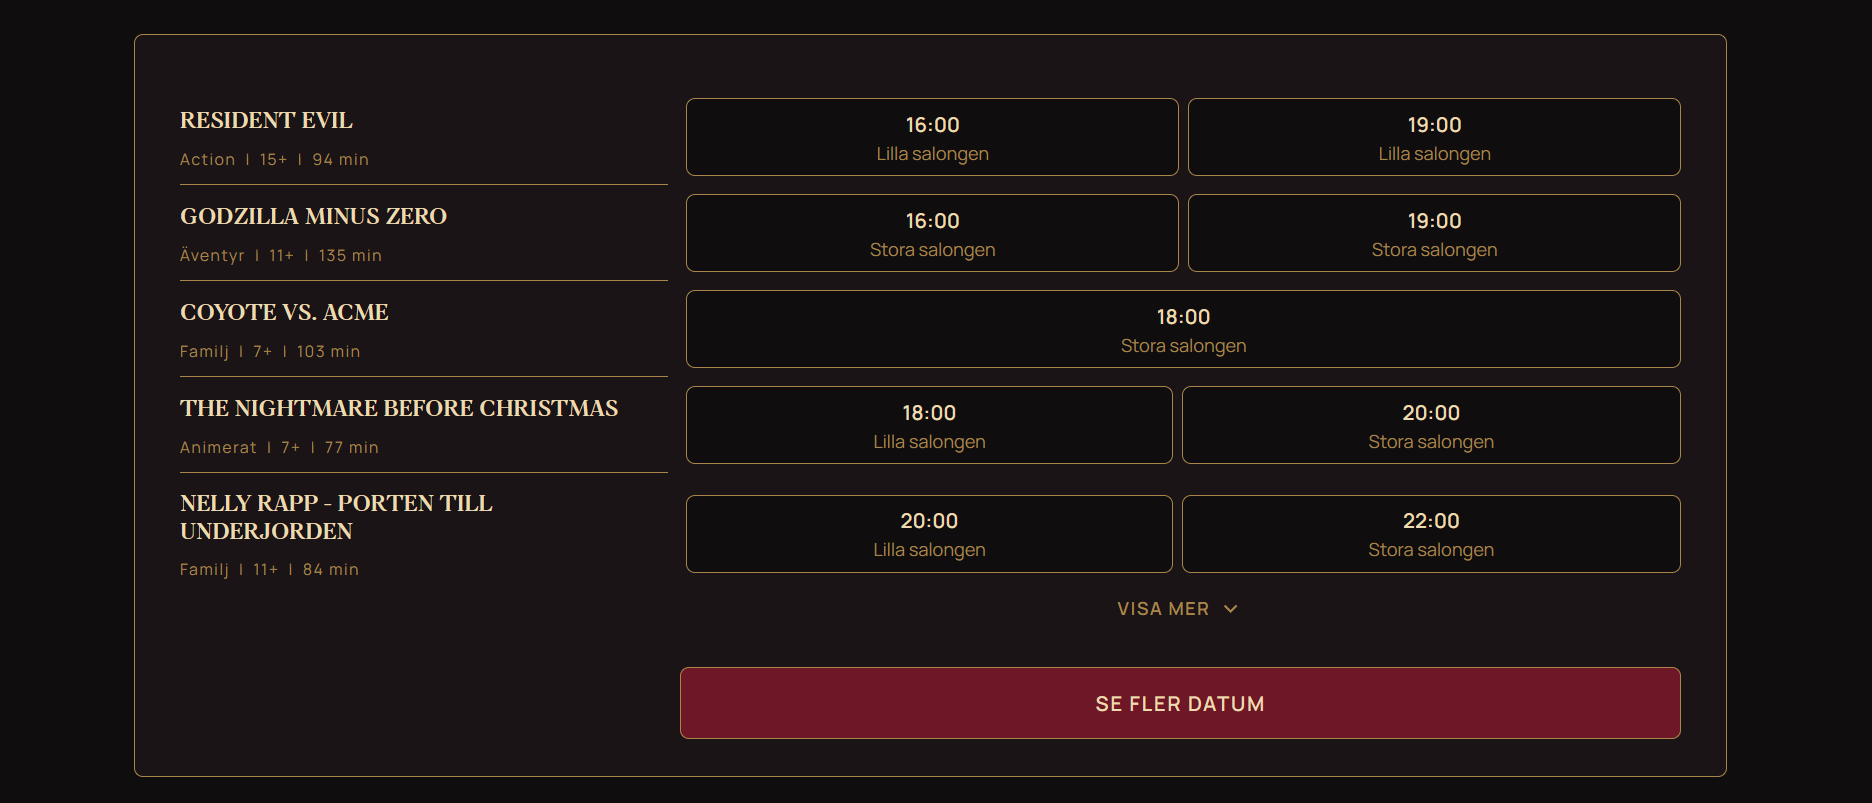 RESIDENT EVIL
Action | 15+ | 94 min
16:00
Lilla salongen
19:00
Lilla salongen
GODZILLA MINUS ZERO
Äventyr | 11+ | 135 min
16:00
Stora salongen
19:00
Stora salongen
COYOTE VS. ACME
Familj | 7+ | 103 min
18:00
Stora salongen
THE NIGHTMARE BEFORE CHRISTMAS
Animerat | 7+ | 77 min
18:00
Lilla salongen
20:00
Stora salongen
NELLY RAPP - PORTEN TILL
UNDERJORDEN
Familj | 11+ | 84 min
20:00
Lilla salongen
22:00
Stora salongen
VISA MER
SE FLER DATUM